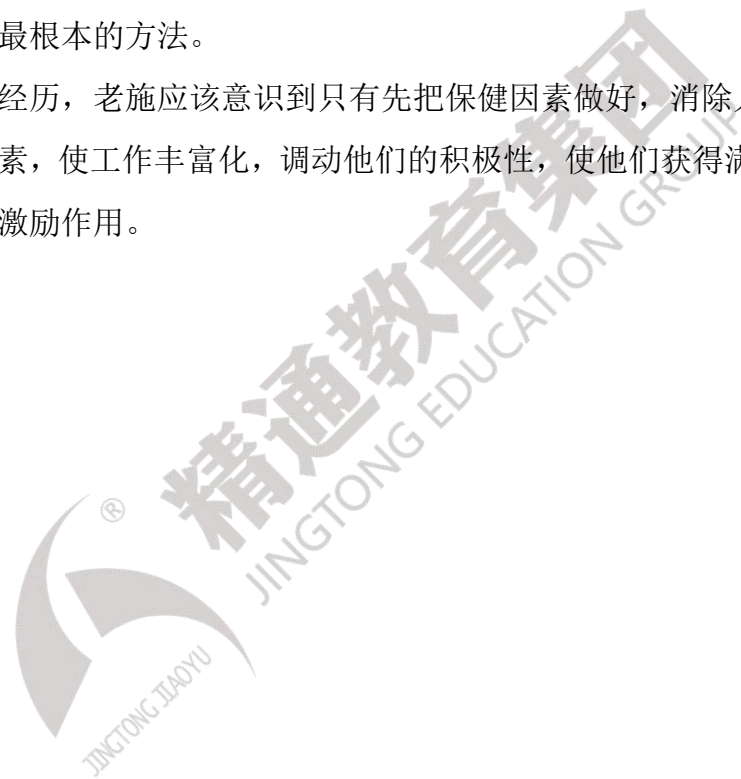 最根本的方法。
经历，老施应该意识到只有先把保健因素做好，消除
素，使工作丰富化，调动他们的积极性，使他们获得满
激励作用。
精通教育集团
JINGTONG EDUCATION GROUP
®
JINGTONG JIAOYU